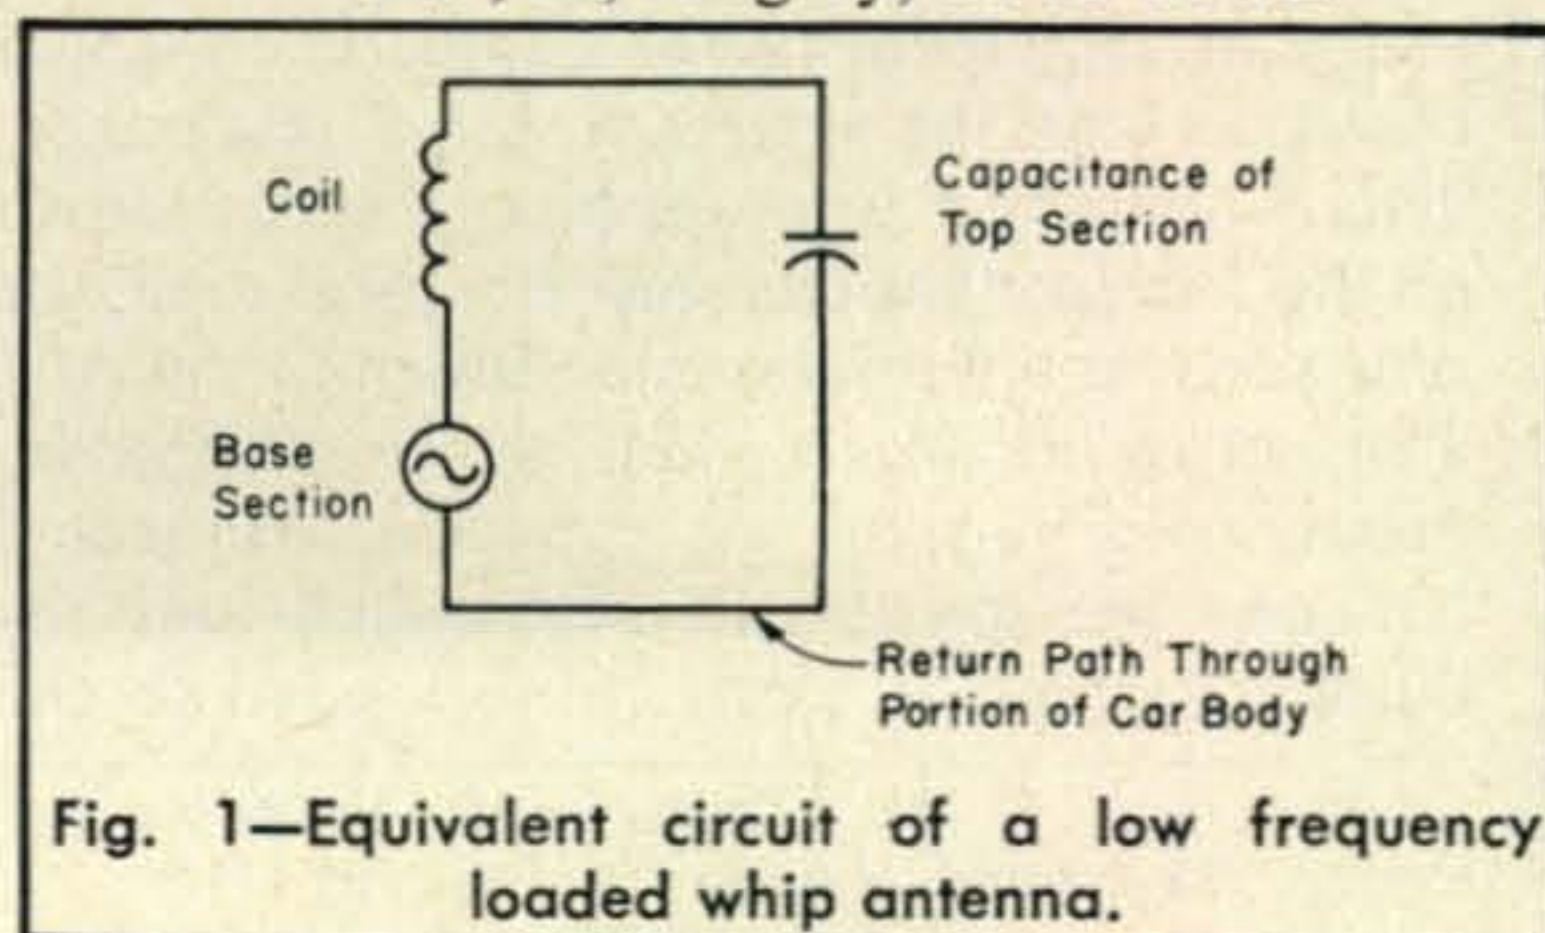 Coil
Capacitance of
Top Section
Base
Section
Return Path Through
Portion of Car Body
Fig. 1—Equivalent circuit of a low frequency
loaded whip antenna.